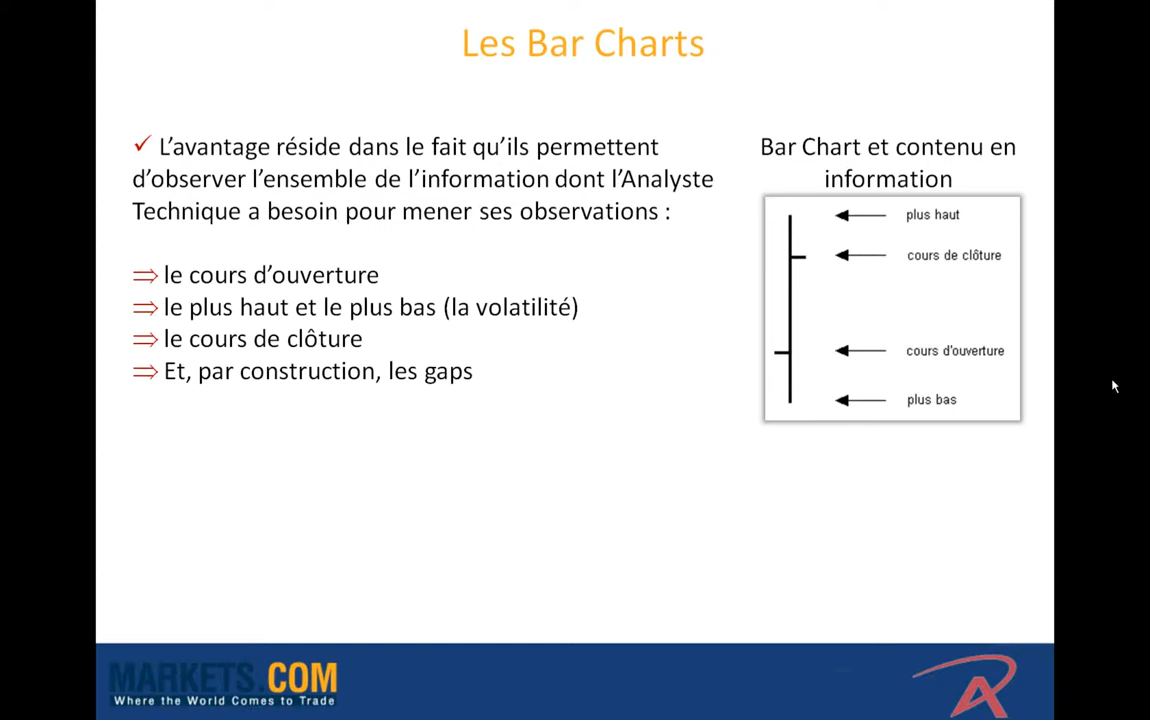 Les Bar Charts
✓ L’avantage réside dans le fait qu’ils permettent
d’observer l’ensemble de l’information dont l’Analyste
Technique a besoin pour mener ses observations :
⇒ le cours d’ouverture
⇒ le plus haut et le plus bas (la volatilité)
⇒ le cours de clôture
⇒ Et, par construction, les gaps
Bar Chart et contenu en
information
plus haut
cours de clôture
cours d'ouverture
plus bas
MARKETS.COM
Where the World Comes to Trade